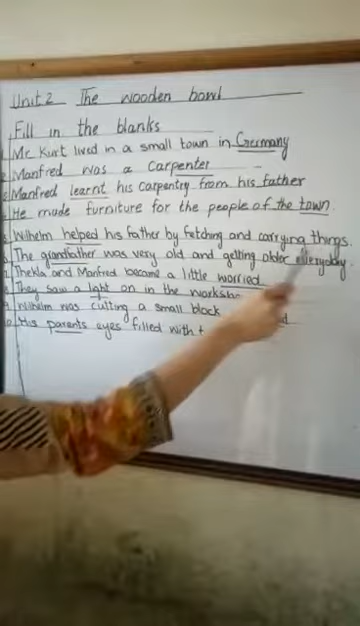 Unit 2 The wooden bowl
Fill in the blanks
1. Mr Kurt lived in a small town in Germany
2. Manfred was a carpenter
3. Manfred learnt his carpentry from his father
4. He made furniture for the people of the town.
5. Wilhelm helped his father by fetching and carrying things.
6. The grandfather was very old and getting older everyday.
7. Thekla and Manfred became a little worried
8. They saw a light on in the worksh
9. Wilhelm was cutting a small block
10. His parents eyes filled with t